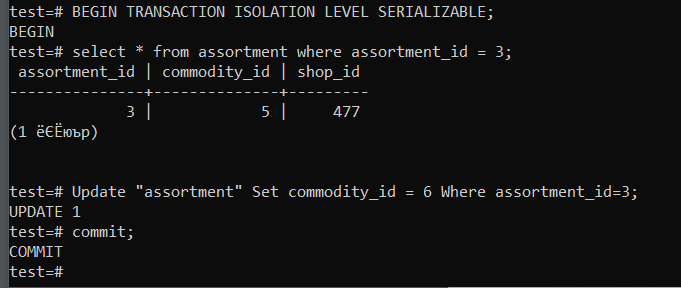 test=# BEGIN TRANSACTION ISOLATION LEVEL SERIALIZABLE;
BEGIN
test=# select * from assortment where assortment_id = 3;
 assortment_id | commodity_id | shop_id
---------------+--------------+---------
             3 |            5 |     477
(1 ёЄЁюър)
test=# Update "assortment" Set commodity_id = 6 Where assortment_id=3;
UPDATE 1
test=# commit;
COMMIT
test=#